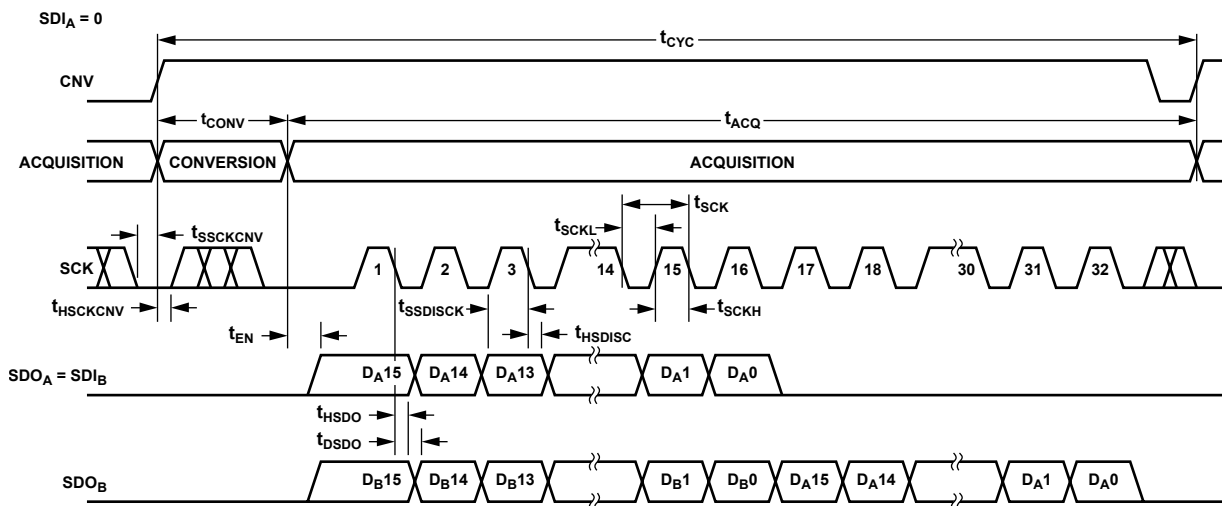 SDIA = 0
tCYC
CNV
tCONV
tACQ
ACQUISITION CONVERSION ACQUISITION
tSCK
tSSCKCNV
tSCKL
SCK 1 2 3 14 15 16 17 18 30 31 32
tHSCKCNV
tSSDISCK
tSCKH
tEN
tHSDISC
SDOA = SDIB DA15 DA14 DA13 DA1 DA0
tHSDO
tDSDO
SDOB DB15 DB14 DB13 DB1 DB0 DA15 DA14 DA1 DA0